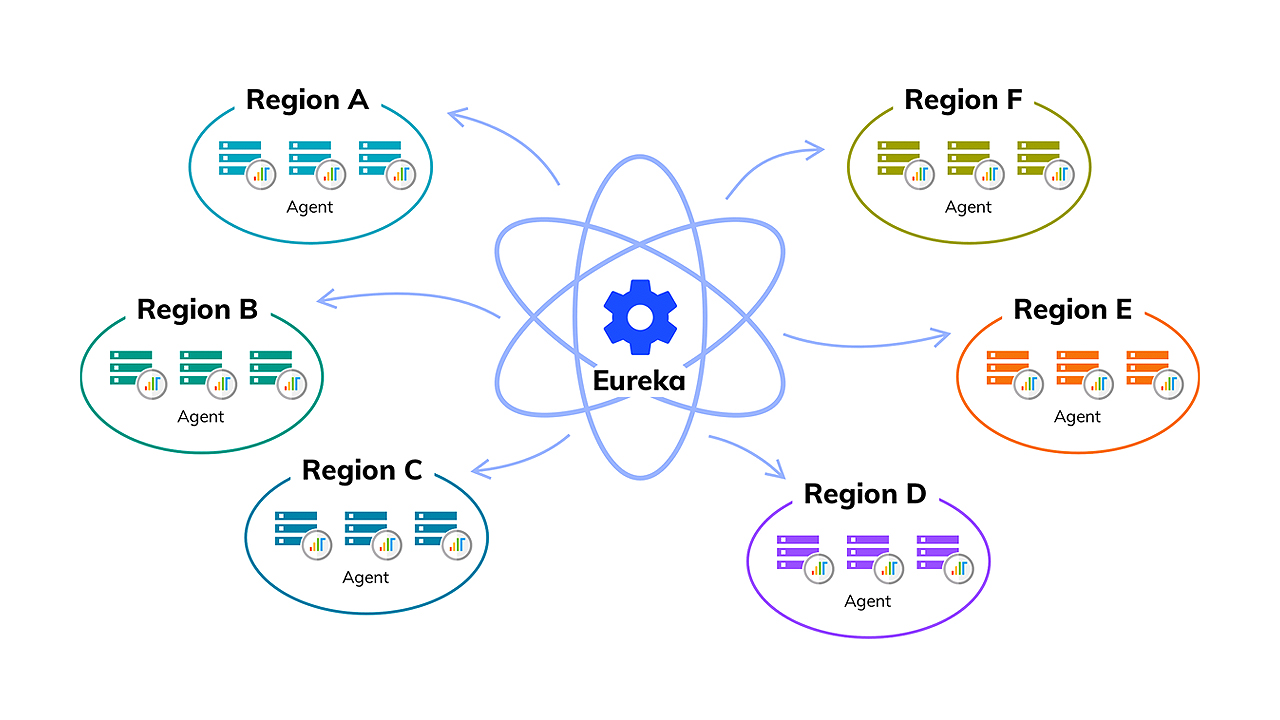 Region A
Agent
Region F
Agent
Region B
Agent
Eureka
Region E
Agent
Region C
Agent
Region D
Agent